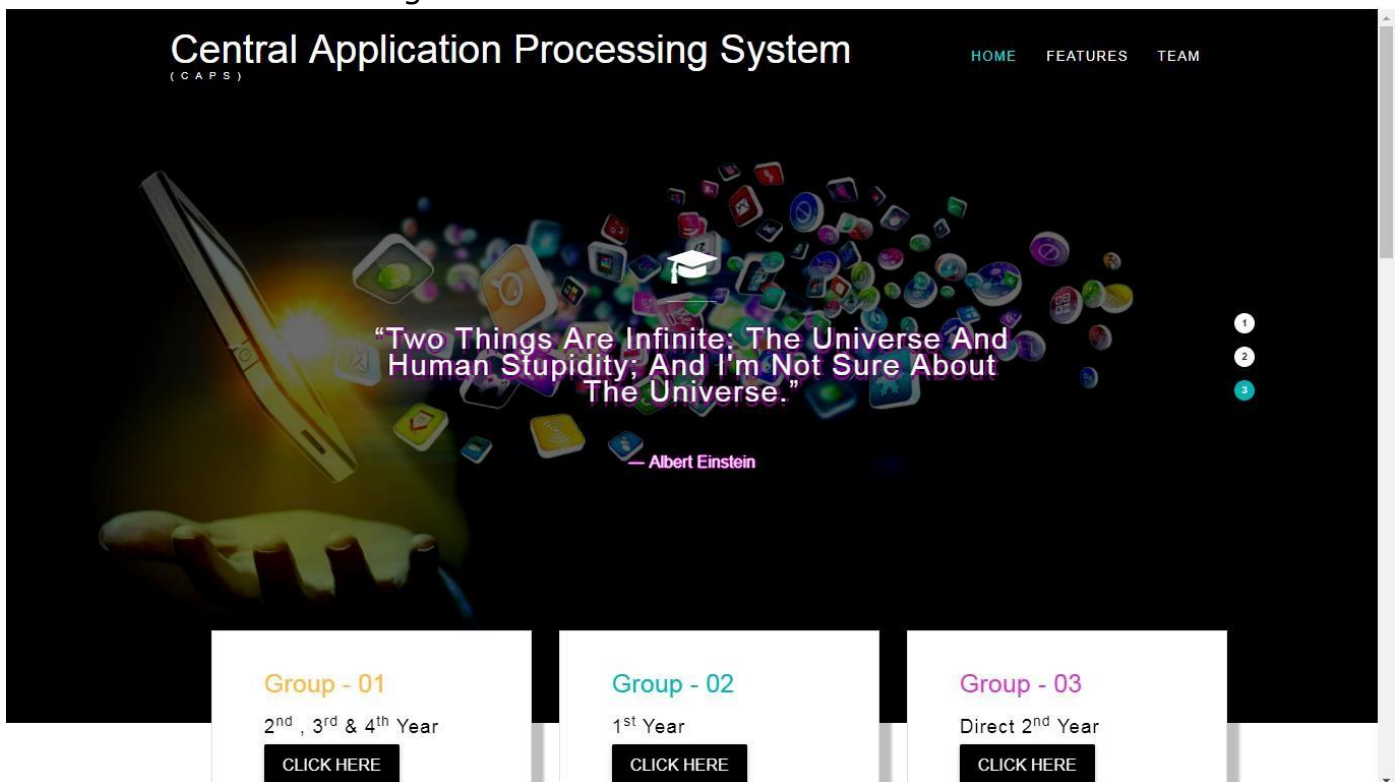 Central Application Processing System
(CAPS)
HOME FEATURES TEAM
“Two Things Are Infinite: The Universe And
Human Stupidity; And I'm Not Sure About
The Universe.”
— Albert Einstein
1
2
3
Group - 01
2nd , 3rd & 4th Year
CLICK HERE
Group - 02
1st Year
CLICK HERE
Group - 03
Direct 2nd Year
CLICK HERE